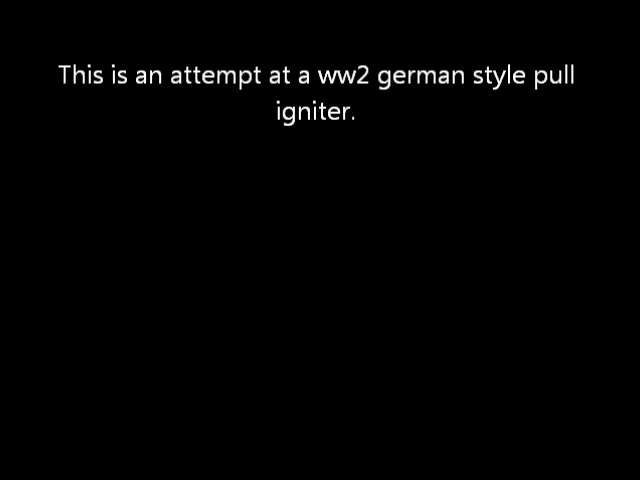 This is an attempt at a ww2 german style pull
igniter.